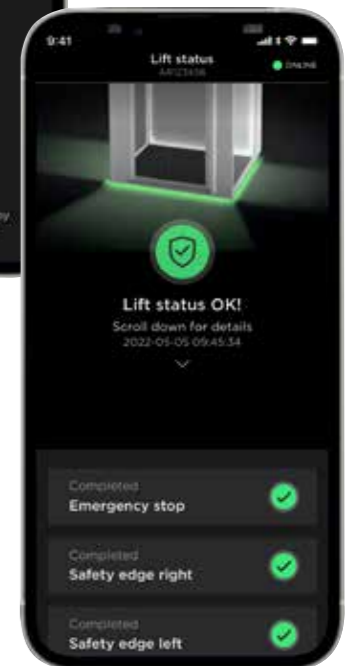 9:41
Lift status
ONLINE
Lift status OK!
Scroll down for details
2022-05-05 09:45:34
Completed
Emergency stop
Completed
Safety edge right
Completed
Safety edge left